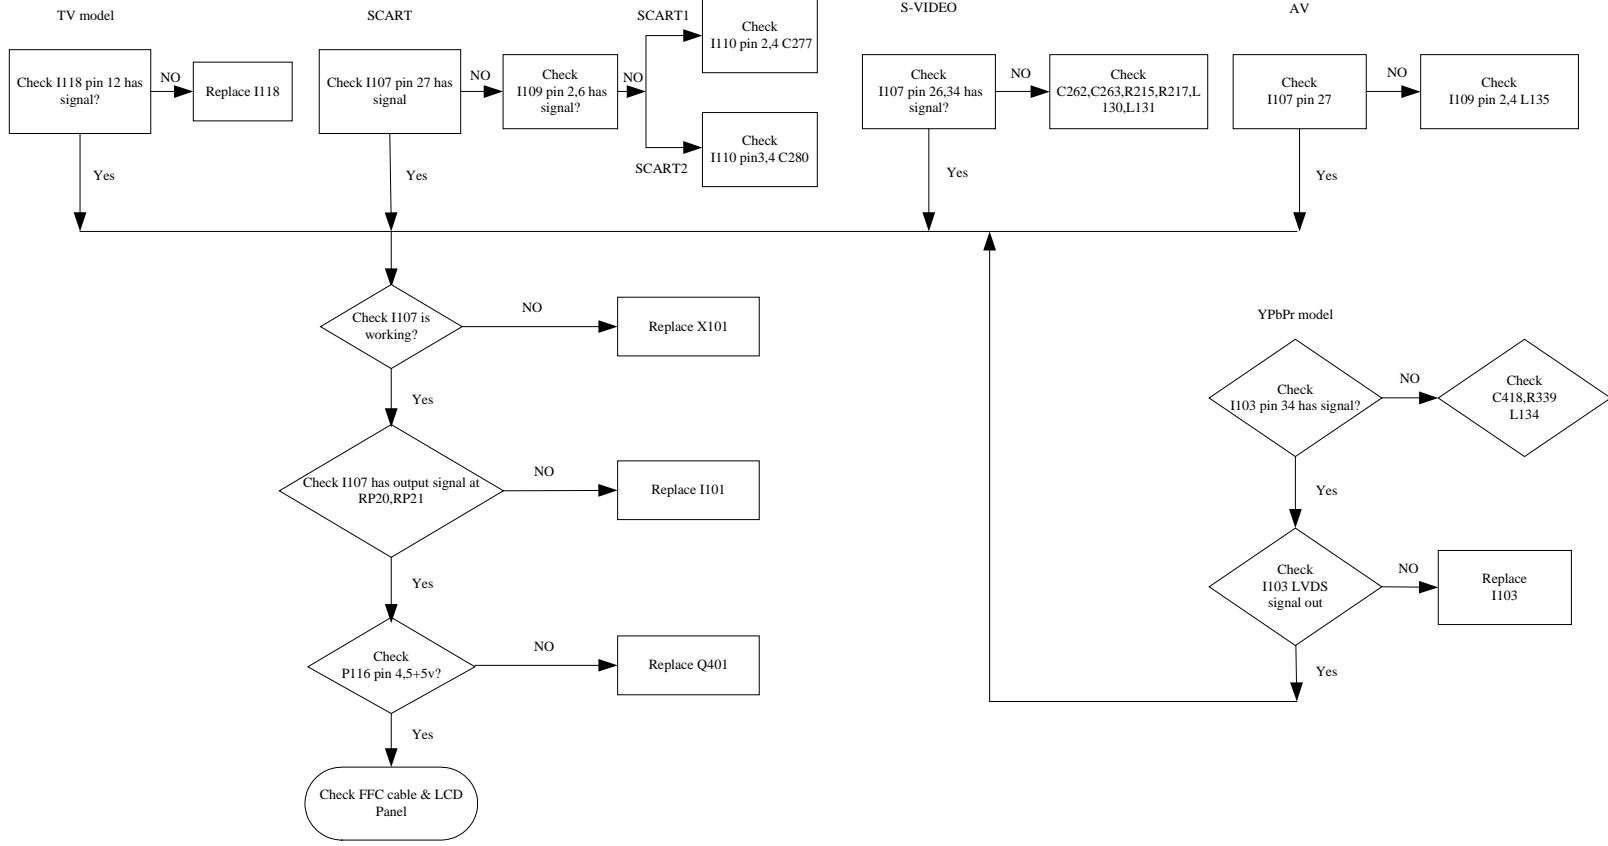 TV model
SCART
SCART1
S-VIDEO
AV
Check I118 pin 12 has
signal?
NO
Replace I118
Check I107 pin 27 has
signal
NO
Check
I109 pin 2,6 has
signal?
NO
Check
I110 pin 2,4 C277
SCART2
Check
I110 pin3,4 C280
Check
I107 pin 26,34 has
signal?
NO
Check
C262,C263,R215,R217,L
130,L131
Check
I107 pin 27
NO
Check
I109 pin 2,4 L135
Yes
Yes
Yes
Yes
Check I107 is
working?
NO
Replace X101
Yes
Check I107 has output signal at
RP20,RP21
NO
Replace I101
Yes
Check
P116 pin 4,5+5v?
NO
Replace Q401
Yes
Check FFC cable & LCD
Panel
YPbPr model
Check
I103 pin 34 has signal?
NO
Check
C418,R339
L134
Yes
Check
I103 LVDS
signal out
NO
Replace
I103
Yes